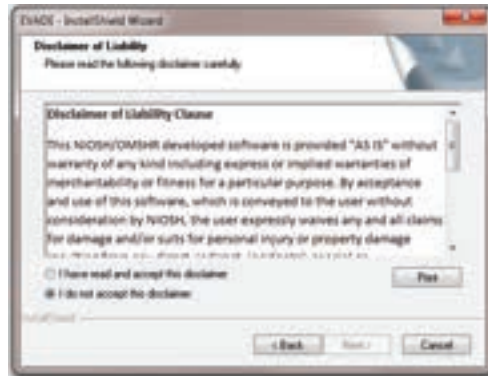 EVADE - InstallShield Wizard
Disclaimer of Liability
Please read the following disclaimer carefully.
Disclaimer of Liability Clause
This NIOSH/OMSHR developed software is provided "AS IS" without
warranty of any kind including express or implied warranties of
merchantability or fitness for a particular purpose. By acceptance
and use of this software, which is conveyed to the user without
consideration by NIOSH, the user expressly waives any and all claims
for damage and/or suits for personal injury or property damage
I have read and accept this disclaimer
Print
I do not accept this disclaimer
InstallShield
< Back
Next >
Cancel